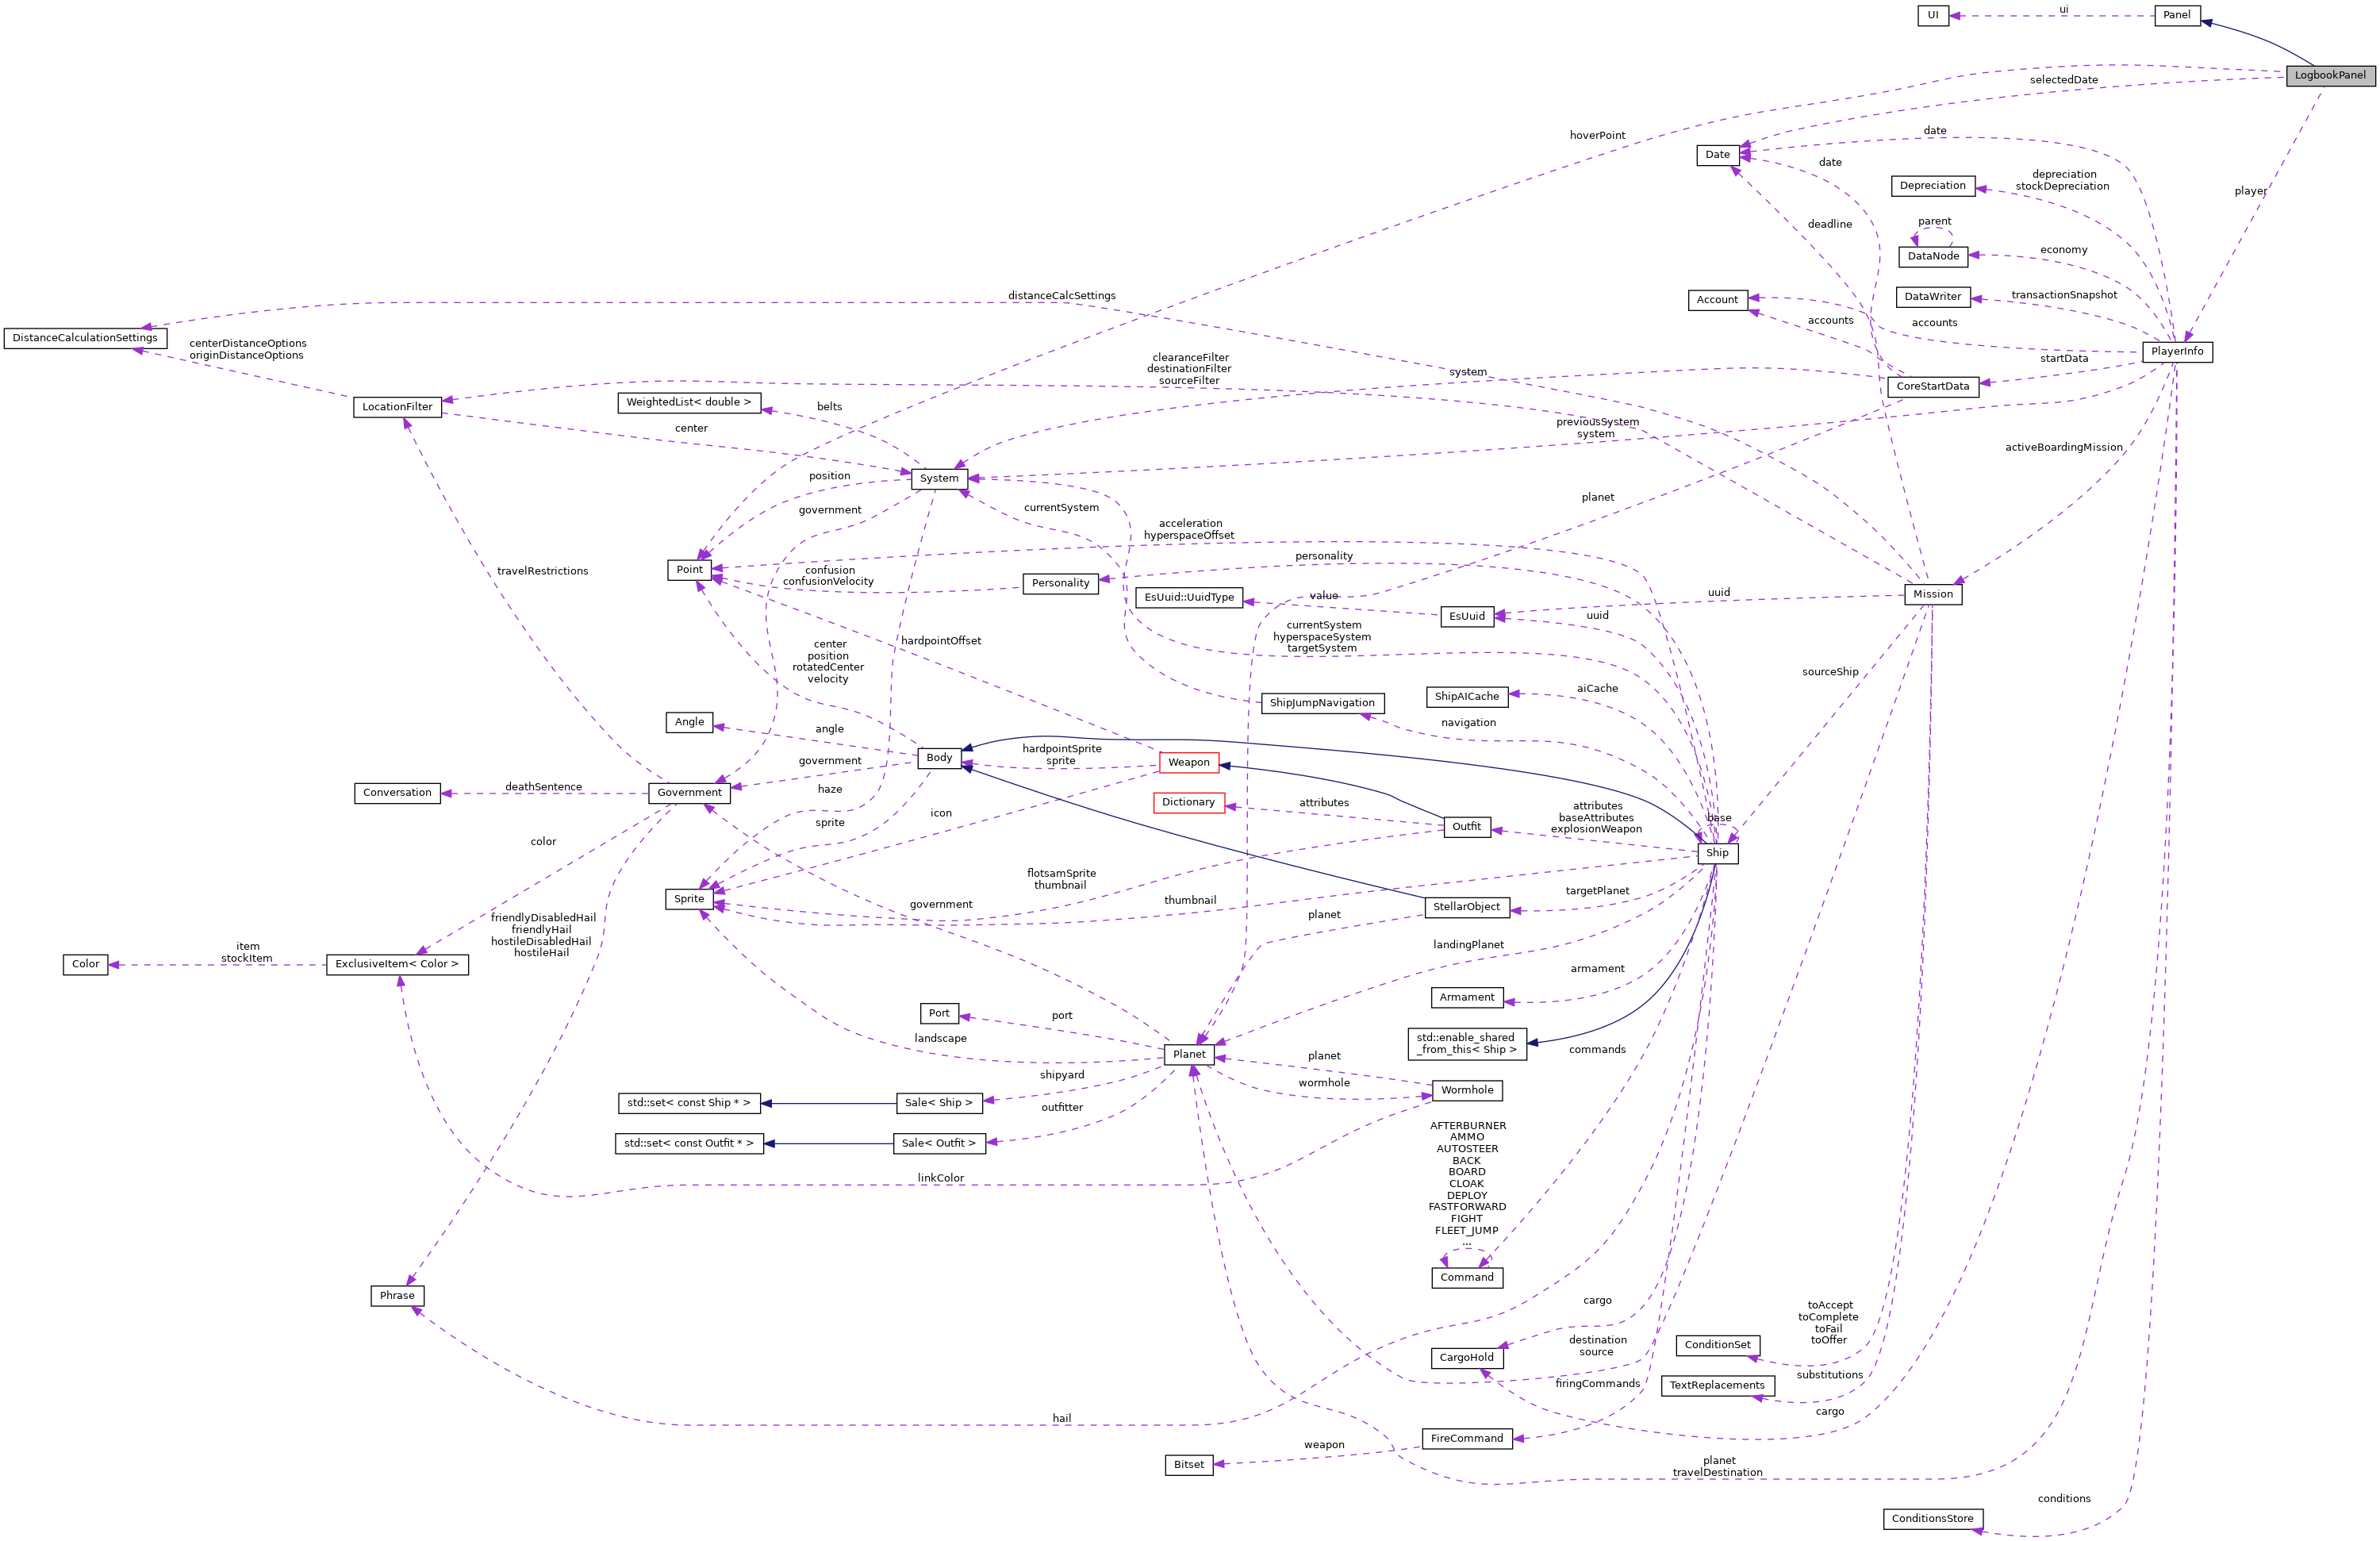 UI
ui
Panel
LogbookPanel
selectedDate
hoverPoint
date
Date
date
depreciation
stockDepreciation
Depreciation
player
parent
deadline
DataNode
economy
distanceCalcSettings
Account
DataWriter
transactionSnapshot
accounts
accounts
DistanceCalculationSettings
centerDistanceOptions
originDistanceOptions
clearanceFilter
destinationFilter
sourceFilter
PlayerInfo
startData
system
CoreStartData
LocationFilter
WeightedList< double >
belts
center
previousSystem
system
activeBoardingMission
System
position
government
currentSystem
planet
acceleration
hyperspaceOffset
personality
Point
travelRestrictions
confusion
confusionVelocity
Personality
EsUuid::UuidType
value
uuid
Mission
EsUuid
uuid
currentSystem
hyperspaceSystem
targetSystem
hardpointOffset
center
position
rotatedCenter
velocity
sourceShip
ShipAICache
aiCache
ShipJumpNavigation
navigation
Angle
angle
Body
hardpointSprite
sprite
Weapon
government
Conversation
deathSentence
Government
haze
Dictionary
attributes
attributes
baseAttributes
explosionWeapon
base
icon
sprite
Outfit
color
Ship
flotsamSprite
thumbnail
targetPlanet
Sprite
thumbnail
government
StellarObject
friendlyDisabledHail
friendlyHail
hostileDisabledHail
hostileHail
planet
landingPlanet
item
stockItem
Color
ExclusiveItem< Color >
armament
Armament
Port
port
landscape
std::enable_shared
_from_this< Ship >
commands
Planet
planet
shipyard
wormhole
Wormhole
std::set< const Ship * >
Sale< Ship >
outfitter
std::set< const Outfit * >
Sale< Outfit >
linkColor
AFTERBURNER
AMMO
AUTOSTEER
BACK
BOARD
CLOAK
DEPLOY
FASTFORWARD
FIGHT
FLEET_JUMP
...
Command
Phrase
cargo
toAccept
toComplete
toFail
toOffer
ConditionSet
destination
source
CargoHold
substitutions
TextReplacements
firingCommands
cargo
hail
FireCommand
weapon
Bitset
planet
travelDestination
conditions
ConditionsStore